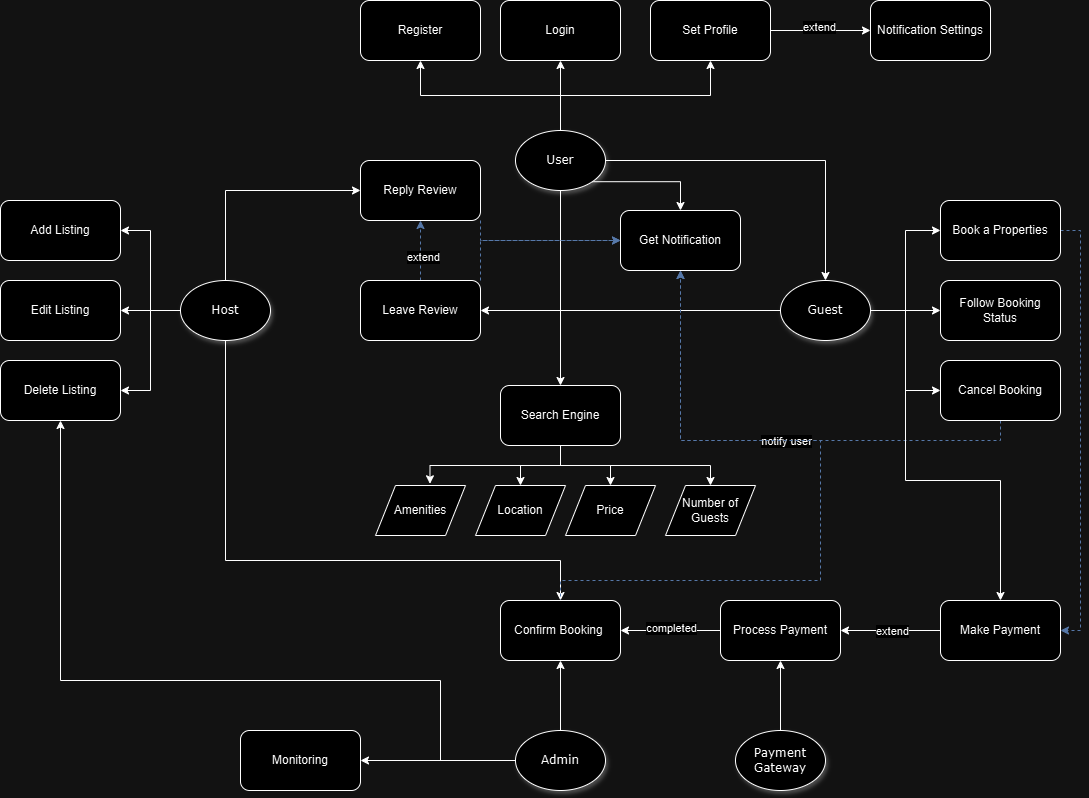 Register
Login
Set Profile
extend
Notification Settings
User
Reply Review
Add Listing
Get Notification
Book a Properties
extend
Edit Listing
Host
Leave Review
Guest
Follow Booking
Status
Delete Listing
Cancel Booking
Search Engine
notify user
Amenities
Location
Price
Number of
Guests
Confirm Booking
completed
Process Payment
extend
Make Payment
Monitoring
Admin
Payment
Gateway